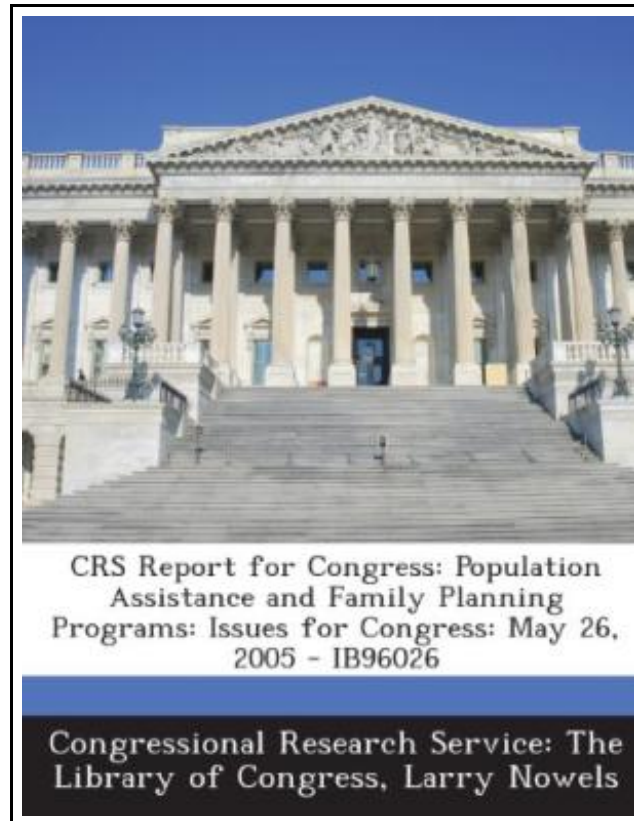 CRS Report for Congress: Population
Assistance and Family Planning
Programs: Issues for Congress: May 26,
2005 - IB96026
Congressional Research Service: The
Library of Congress, Larry Nowels